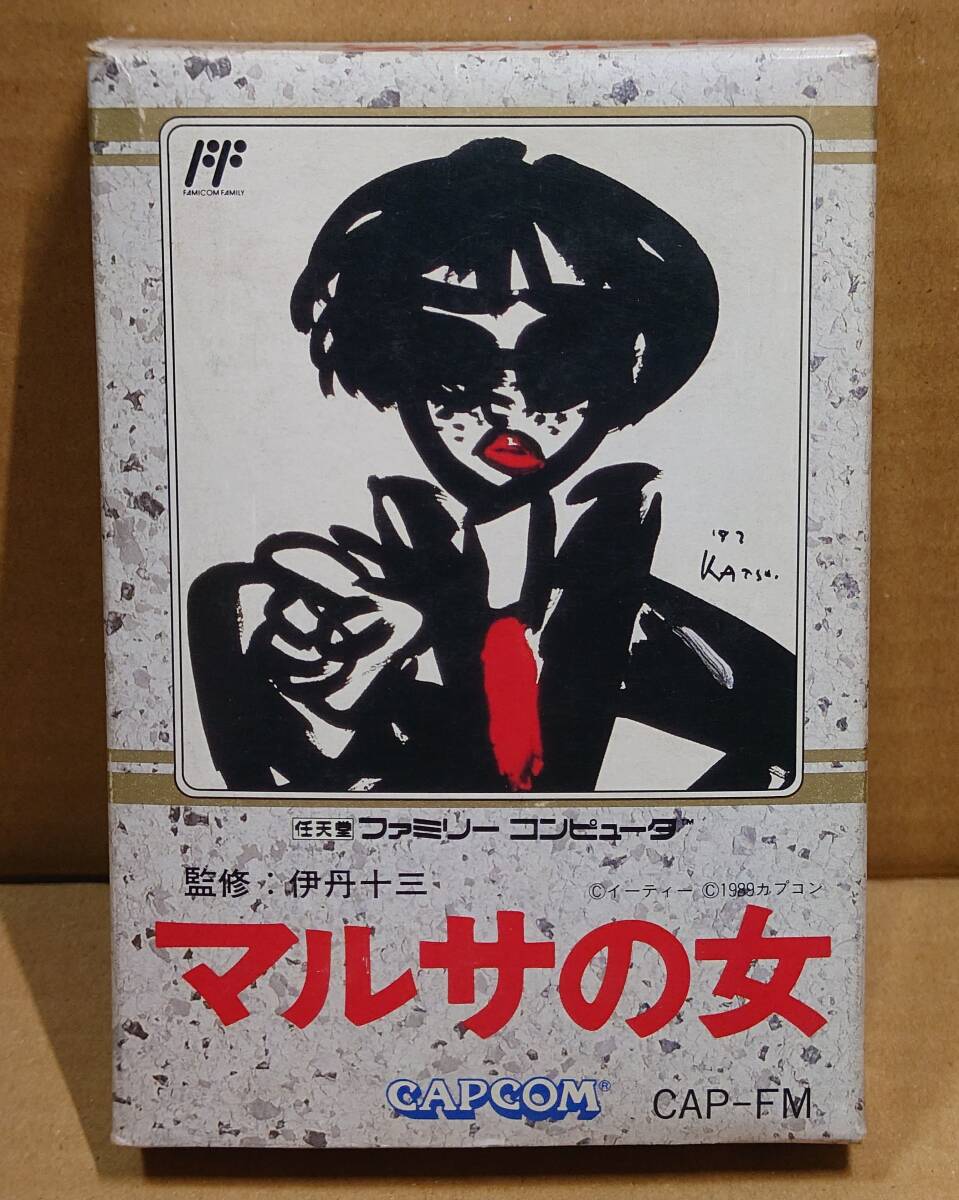 FAMICOM FAMILY
'87
KATSU.
任天堂 ファミリー コンピュータ™
監修：伊丹十三
©イーティー ©1989カプコン
マルサの女
CAPCOM®
CAP-FM